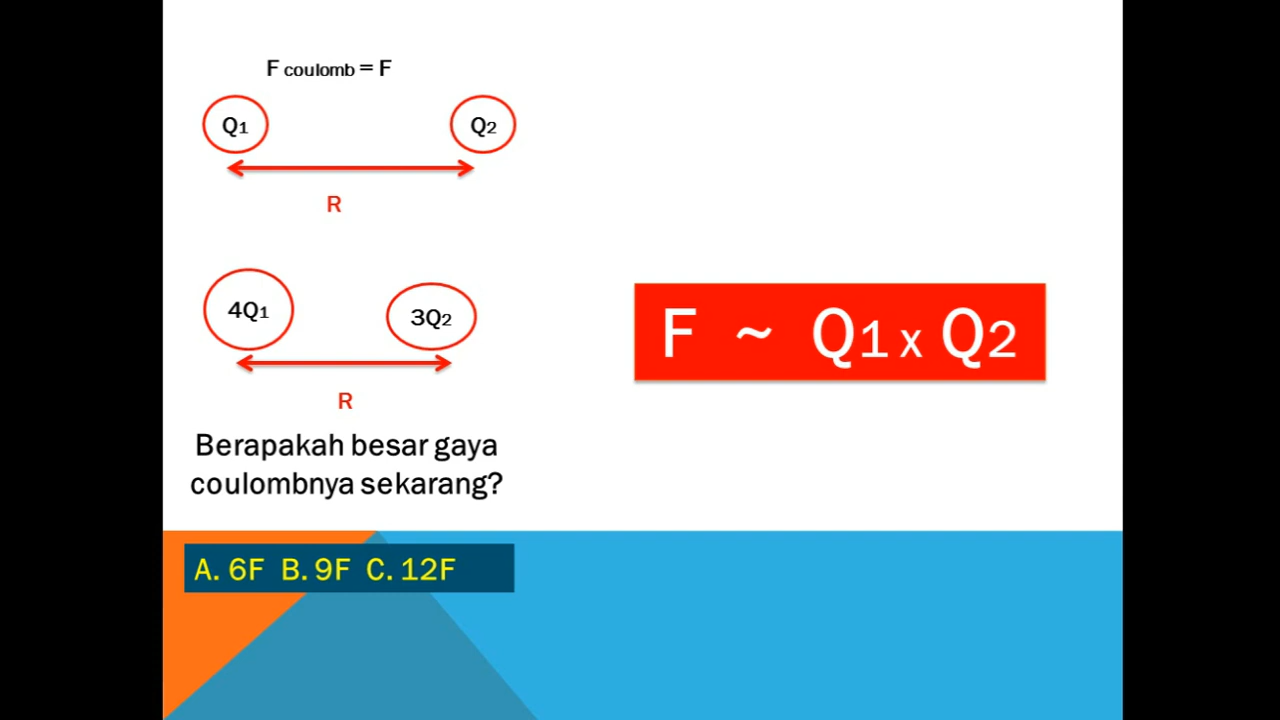 F coulomb = F
Q1
Q2
R
4Q1
3Q2
R
Berapakah besar gaya
coulombnya sekarang?
A. 6F B. 9F C. 12F
F ~ Q1 x Q2